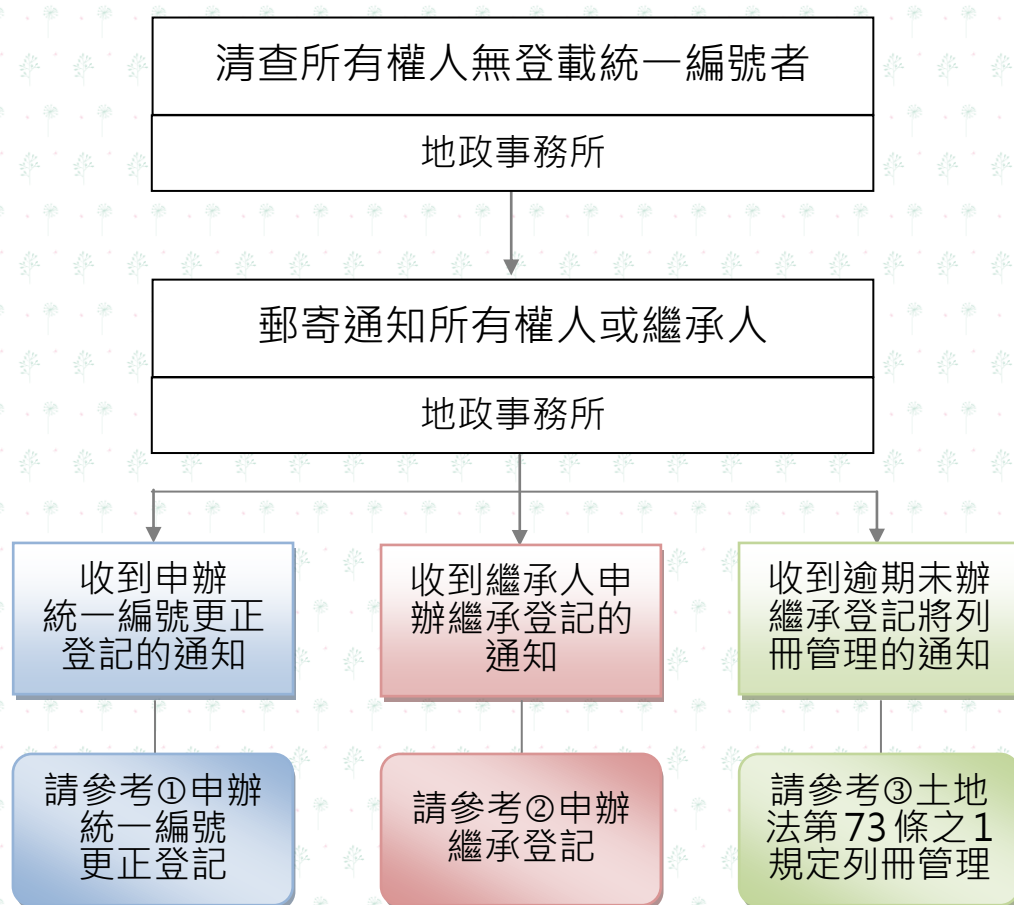 清查所有權人無登載統一編號者
地政事務所
郵寄通知所有權人或繼承人
地政事務所
收到申辦
統一編號更正
登記的通知
收到繼承人申
辦繼承登記的
通知
收到逾期未辦
繼承登記將列
冊管理的通知
請參考①申辦
統一編號
更正登記
請參考②申辦
繼承登記
請參考③土地
法第73條之1
規定列冊管理